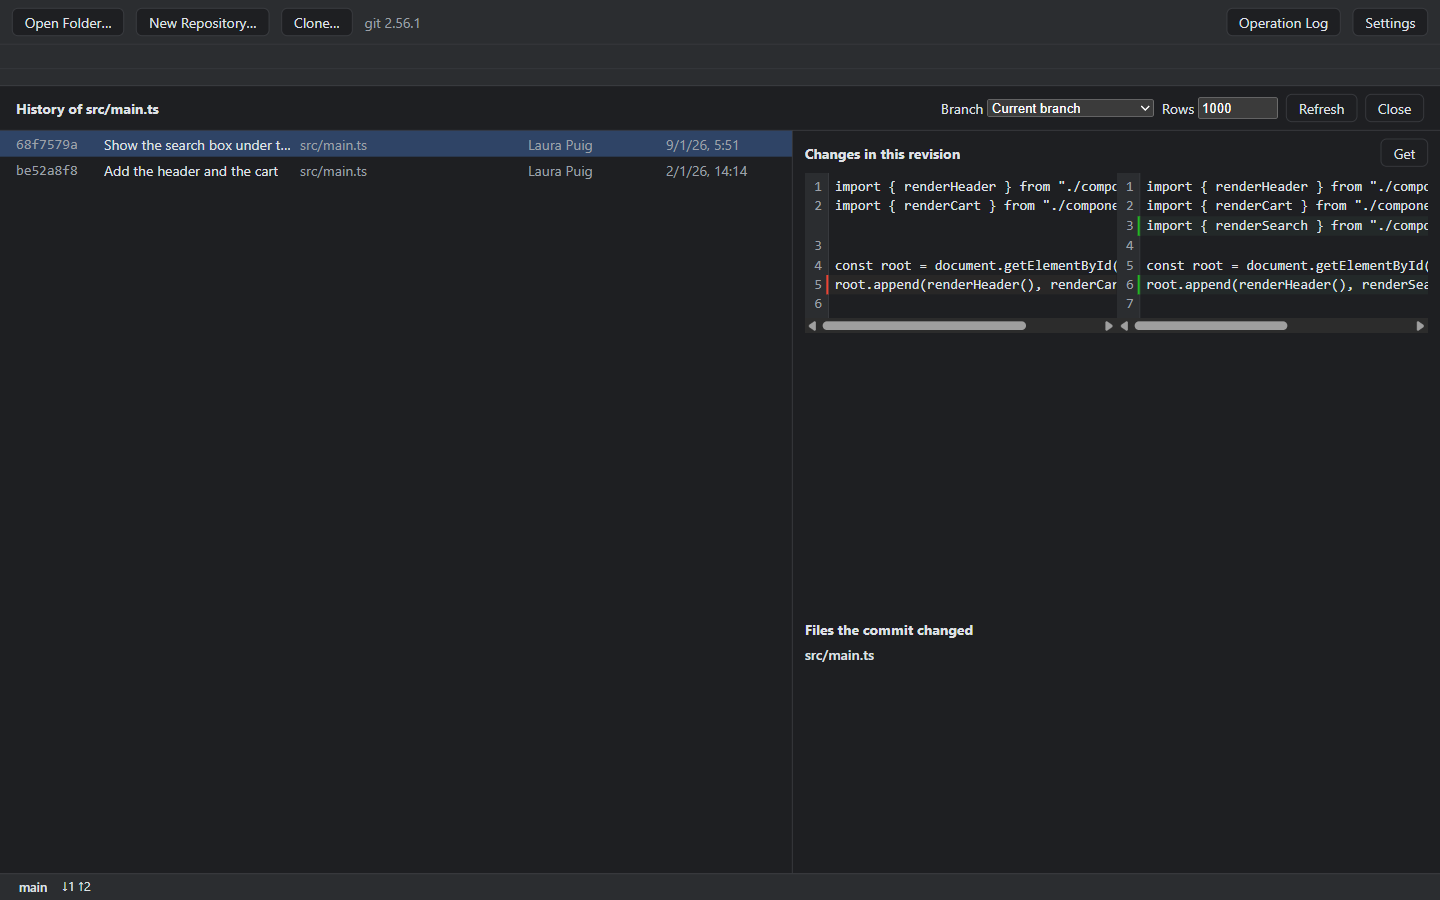 Open Folder... New Repository... Clone... git 2.56.1 Operation Log Settings
History of src/main.ts Branch Current branch Rows 1000 Refresh Close
68f7579a Show the search box under t... src/main.ts Laura Puig 9/1/26, 5:51
be52a8f8 Add the header and the cart src/main.ts Laura Puig 2/1/26, 14:14
Changes in this revision Get
1 import { renderHeader } from "./compo
2 import { renderCart } from "./compone
3
4 const root = document.getElementById(
5 root.append(renderHeader(), renderCar
6
1 import { renderHeader } from "./compo
2 import { renderCart } from "./compone
3 import { renderSearch } from "./compo
4
5 const root = document.getElementById(
6 root.append(renderHeader(), renderSea
7
Files the commit changed
src/main.ts
main ↓1 ↑2